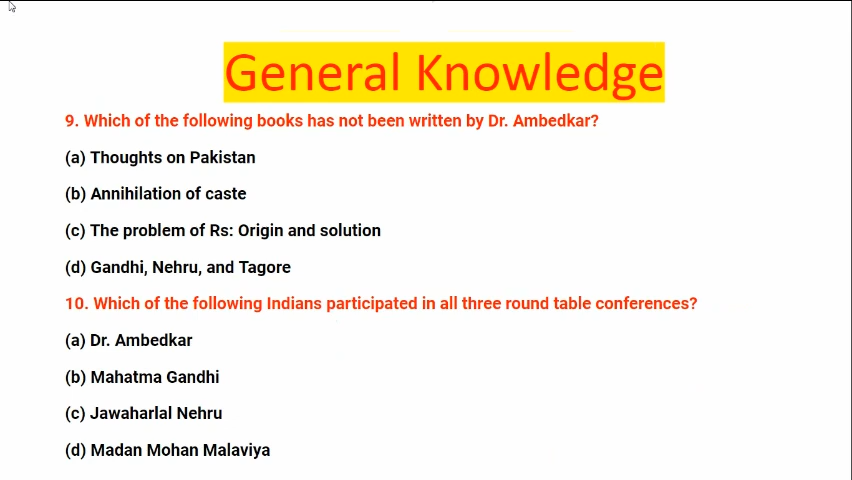 General Knowledge
9. Which of the following books has not been written by Dr. Ambedkar?
(a) Thoughts on Pakistan
(b) Annihilation of caste
(c) The problem of Rs: Origin and solution
(d) Gandhi, Nehru, and Tagore
10. Which of the following Indians participated in all three round table conferences?
(a) Dr. Ambedkar
(b) Mahatma Gandhi
(c) Jawaharlal Nehru
(d) Madan Mohan Malaviya